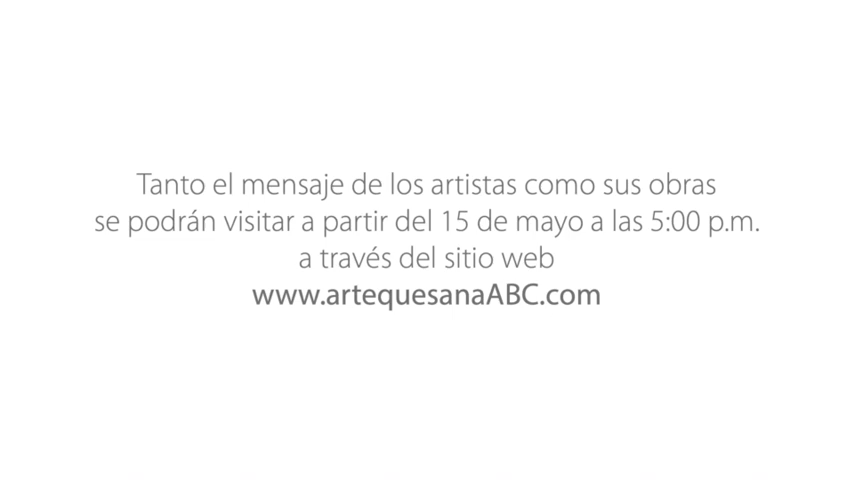 Tanto el mensaje de los artistas como sus obras
se podrán visitar a partir del 15 de mayo a las 5:00 p.m.
a través del sitio web
www.artequesanaABC.com